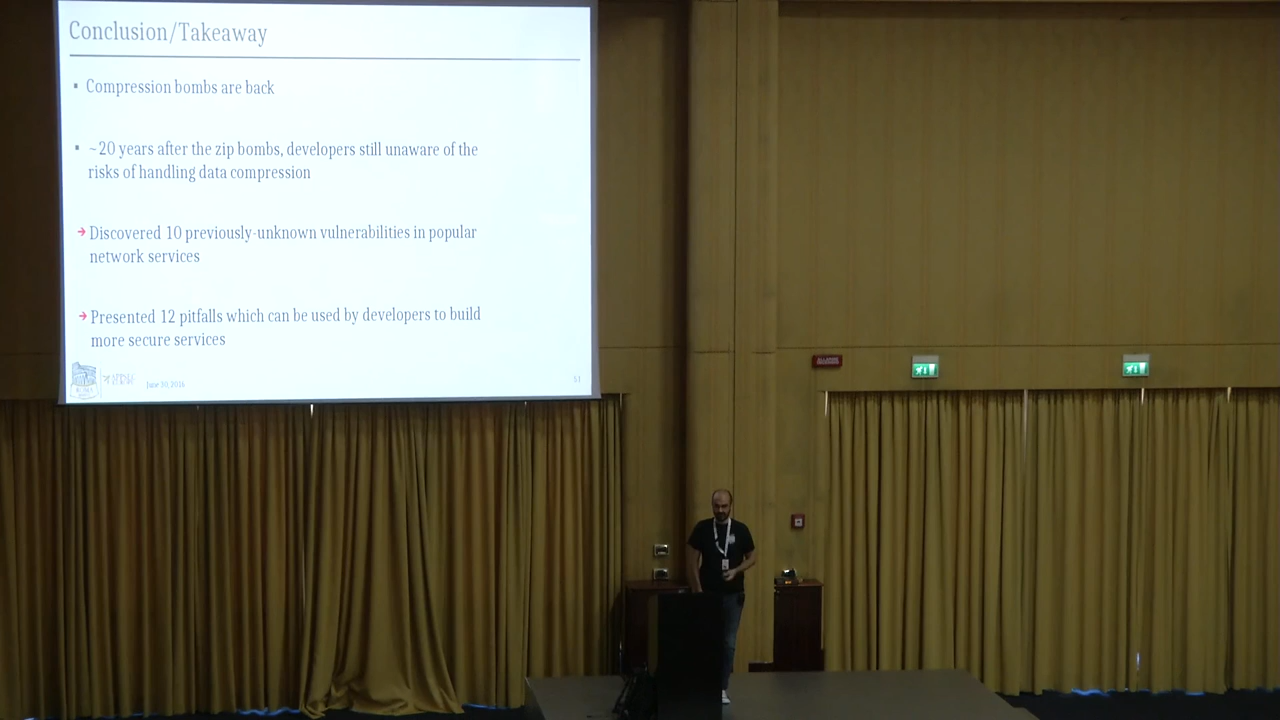 Conclusion/Takeaway
▪ Compression bombs are back
▪ ~20 years after the zip bombs, developers still unaware of the
risks of handling data compression
➔ Discovered 10 previously-unknown vulnerabilities in popular
network services
➔ Presented 12 pitfalls which can be used by developers to build
more secure services
June 30, 2016
51